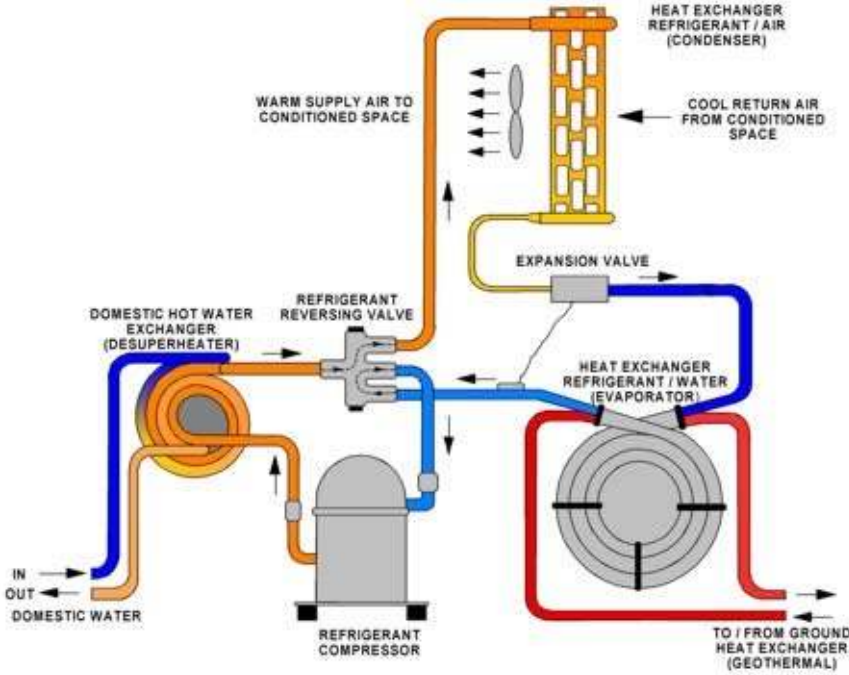 HEAT EXCHANGER
REFRIGERANT / AIR
(CONDENSER)
WARM SUPPLY AIR TO
CONDITIONED SPACE
COOL RETURN AIR
FROM CONDITIONED
SPACE
EXPANSION VALVE
REFRIGERANT
REVERSING VALVE
DOMESTIC HOT WATER
EXCHANGER
(DESUPERHEATER)
HEAT EXCHANGER
REFRIGERANT / WATER
(EVAPORATOR)
IN
OUT
DOMESTIC WATER
REFRIGERANT
COMPRESSOR
TO / FROM GROUND
HEAT EXCHANGER
(GEOTHERMAL)